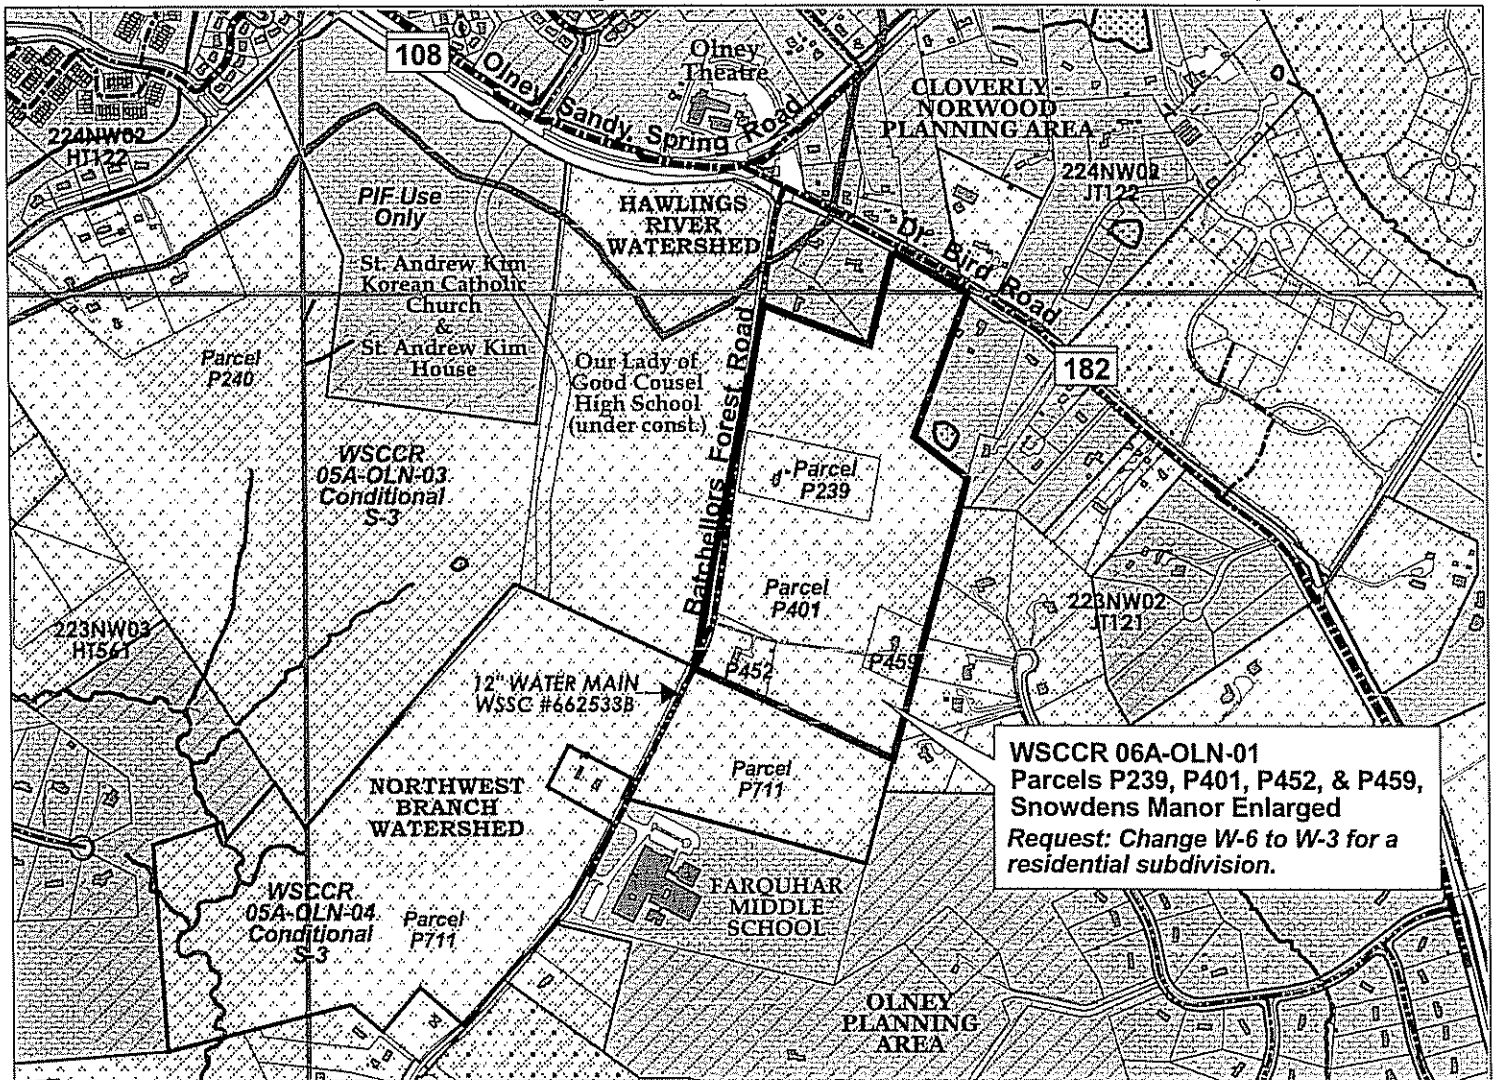 108
Olney Sandy Spring Road
Olney
Theatre
CLOVERLY -
NORWOOD
PLANNING AREA
224NW02
HT122
224NW02
JT122
PIF Use
Only
HAWLINGS
RIVER
WATERSHED
Dr. Bird Road
St. Andrew Kim
Korean Catholic
Church
&
St. Andrew Kim
House
Parcel
P240
Our Lady of
Good Cousel
High School
(under const.)
Batchellors Forest Road
182
WSCCR
05A-OLN-03
Conditional
S-3
Parcel
P239
Parcel
P401
223NW03
HT561
223NW02
JT121
P452
P459
12" WATER MAIN
WSSC #662533B
WSCCR 06A-OLN-01
Parcels P239, P401, P452, & P459,
Snowdens Manor Enlarged
Request: Change W-6 to W-3 for a
residential subdivision.
Parcel
P711
NORTHWEST
BRANCH
WATERSHED
FARQUHAR
MIDDLE
SCHOOL
WSCCR
05A-OLN-04
Conditional
S-3
Parcel
P711
OLNEY
PLANNING
AREA